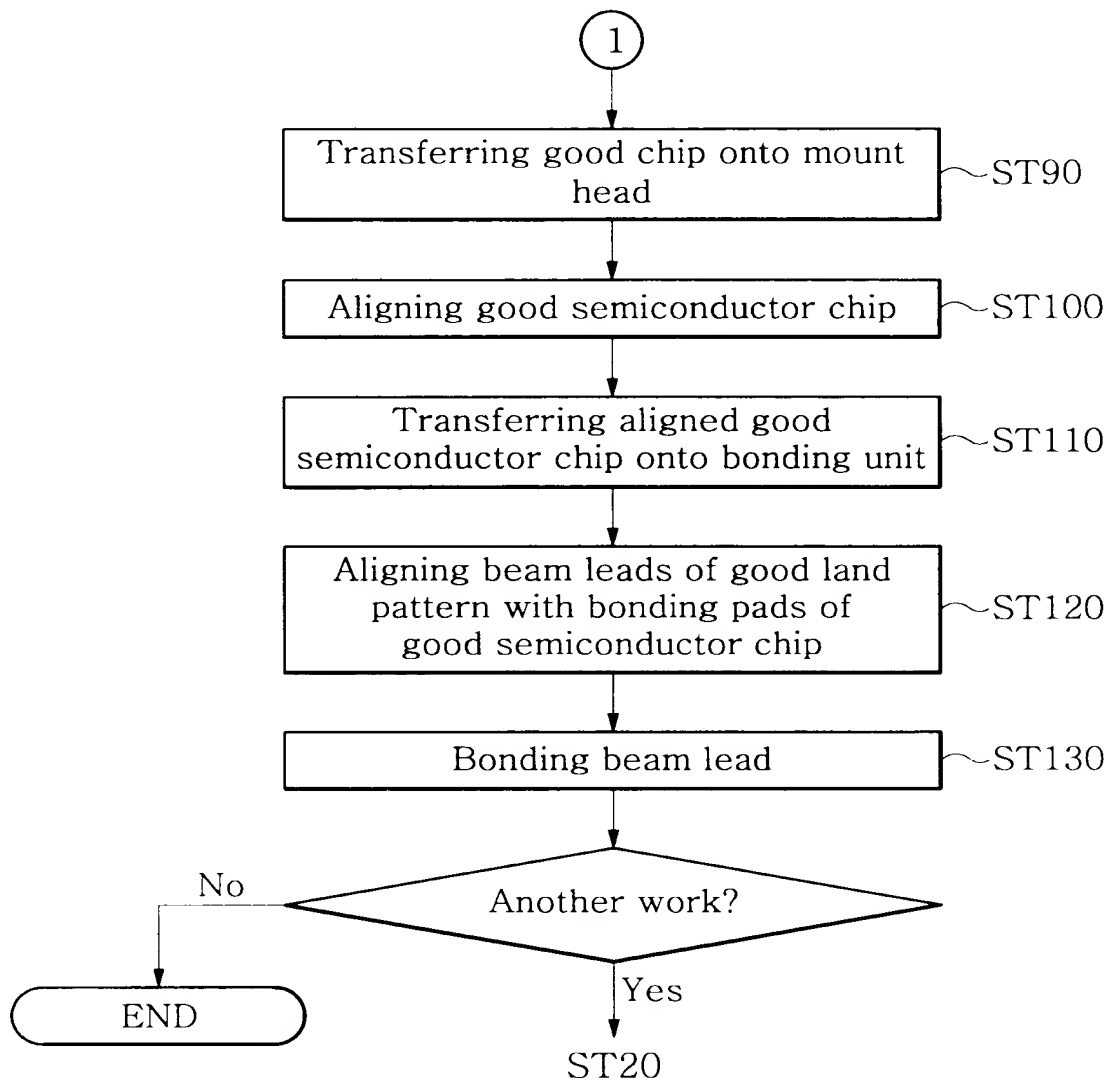 1
Transferring good chip onto mount
head
ST90
Aligning good semiconductor chip
ST100
Transferring aligned good
semiconductor chip onto bonding unit
ST110
Aligning beam leads of good land
pattern with bonding pads of
good semiconductor chip
ST120
Bonding beam lead
ST130
No
Another work?
Yes
END
ST20